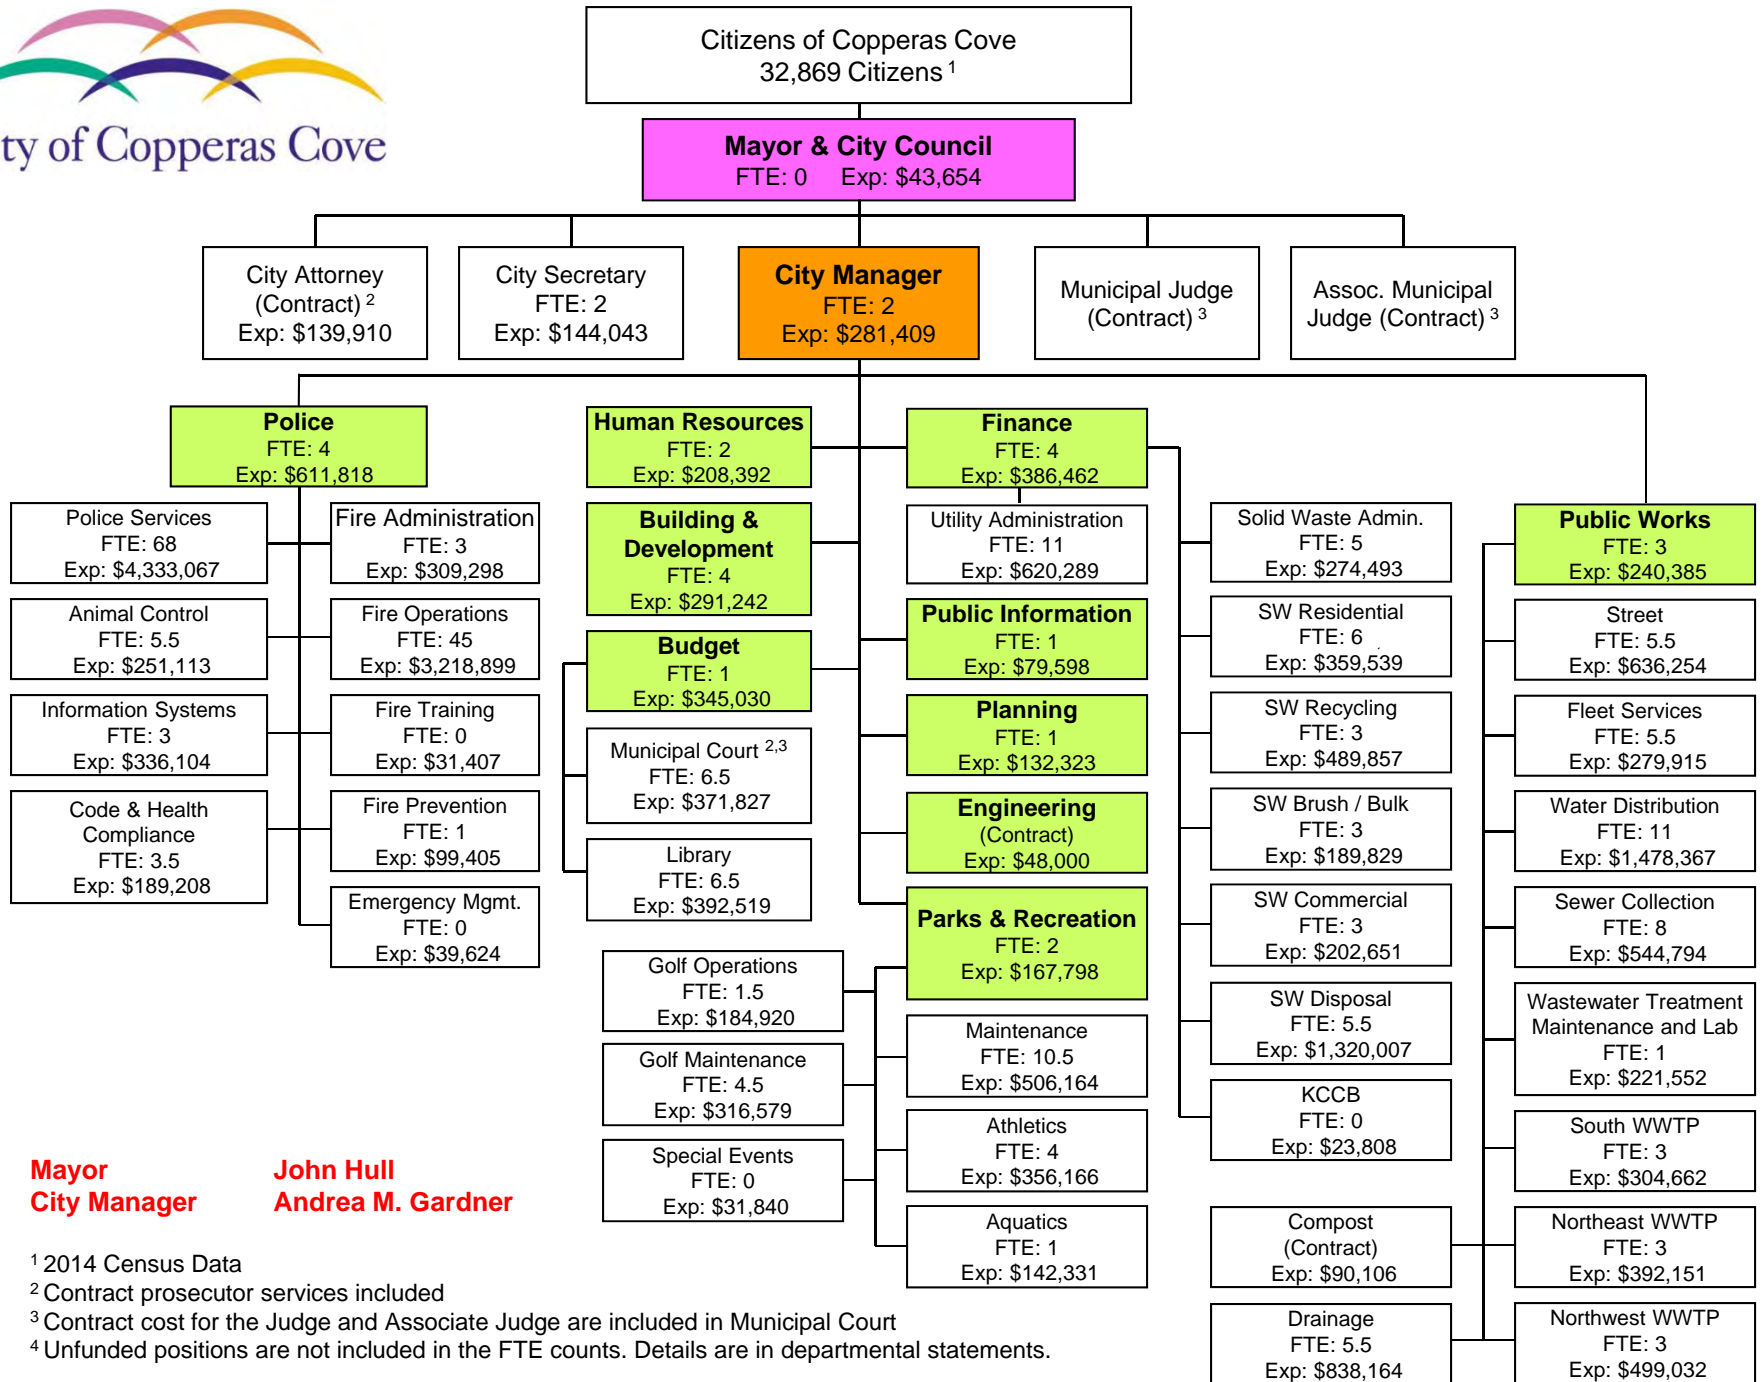 ty of Copperas Cove
Citizens of Copperas Cove
32,869 Citizens 1
Mayor & City Council
FTE: 0 Exp: $43,654
City Attorney
(Contract) 2
Exp: $139,910
City Secretary
FTE: 2
Exp: $144,043
City Manager
FTE: 2
Exp: $281,409
Municipal Judge
(Contract) 3
Assoc. Municipal
Judge (Contract) 3
Police
FTE: 4
Exp: $611,818
Police Services
FTE: 68
Exp: $4,333,067
Animal Control
FTE: 5.5
Exp: $251,113
Information Systems
FTE: 3
Exp: $336,104
Code & Health
Compliance
FTE: 3.5
Exp: $189,208
Fire Administration
FTE: 3
Exp: $309,298
Fire Operations
FTE: 45
Exp: $3,218,899
Fire Training
FTE: 0
Exp: $31,407
Fire Prevention
FTE: 1
Exp: $99,405
Emergency Mgmt.
FTE: 0
Exp: $39,624
Human Resources
FTE: 2
Exp: $208,392
Building &
Development
FTE: 4
Exp: $291,242
Budget
FTE: 1
Exp: $345,030
Municipal Court 2,3
FTE: 6.5
Exp: $371,827
Library
FTE: 6.5
Exp: $392,519
Finance
FTE: 4
Exp: $386,462
Utility Administration
FTE: 11
Exp: $620,289
Public Information
FTE: 1
Exp: $79,598
Planning
FTE: 1
Exp: $132,323
Engineering
(Contract)
Exp: $48,000
Parks & Recreation
FTE: 2
Exp: $167,798
Golf Operations
FTE: 1.5
Exp: $184,920
Golf Maintenance
FTE: 4.5
Exp: $316,579
Special Events
FTE: 0
Exp: $31,840
Maintenance
FTE: 10.5
Exp: $506,164
Athletics
FTE: 4
Exp: $356,166
Aquatics
FTE: 1
Exp: $142,331
Solid Waste Admin.
FTE: 5
Exp: $274,493
SW Residential
FTE: 6
Exp: $359,539
SW Recycling
FTE: 3
Exp: $489,857
SW Brush / Bulk
FTE: 3
Exp: $189,829
SW Commercial
FTE: 3
Exp: $202,651
SW Disposal
FTE: 5.5
Exp: $1,320,007
KCCB
FTE: 0
Exp: $23,808
Compost
(Contract)
Exp: $90,106
Drainage
FTE: 5.5
Exp: $838,164
Public Works
FTE: 3
Exp: $240,385
Street
FTE: 5.5
Exp: $636,254
Fleet Services
FTE: 5.5
Exp: $279,915
Water Distribution
FTE: 11
Exp: $1,478,367
Sewer Collection
FTE: 8
Exp: $544,794
Wastewater Treatment
Maintenance and Lab
FTE: 1
Exp: $221,552
South WWTP
FTE: 3
Exp: $304,662
Northeast WWTP
FTE: 3
Exp: $392,151
Northwest WWTP
FTE: 3
Exp: $499,032
Mayor John Hull
City Manager Andrea M. Gardner
1 2014 Census Data
2 Contract prosecutor services included
3 Contract cost for the Judge and Associate Judge are included in Municipal Court
4 Unfunded positions are not included in the FTE counts. Details are in departmental statements.